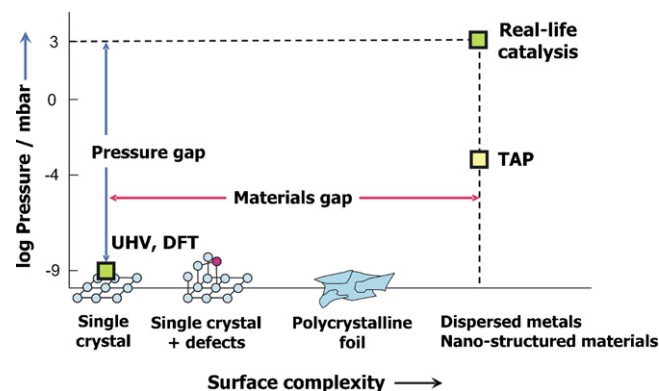 Real-life
catalysis
3
0
-4
-9
log Pressure / mbar
Pressure gap
TAP
Materials gap
UHV, DFT
Single
crystal
Single crystal
+ defects
Polycrystalline
foil
Dispersed metals
Nano-structured materials
Surface complexity